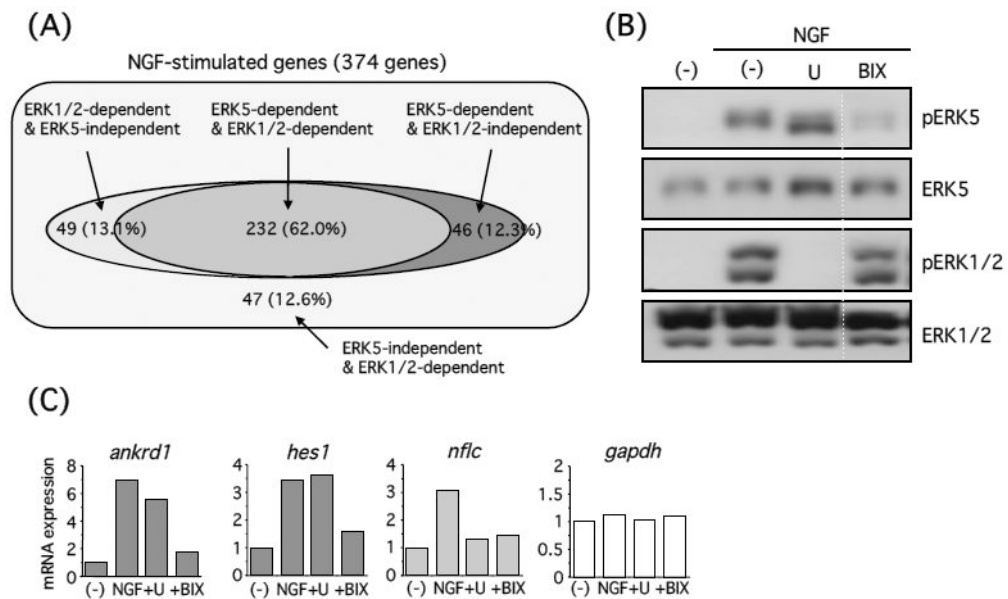 (A)
NGF-stimulated genes (374 genes)
ERK1/2-dependent
& ERK5-independent
ERK5-dependent
& ERK1/2-dependent
ERK5-dependent
& ERK1/2-independent
49 (13.1%)
232 (62.0%)
46 (12.3%)
47 (12.6%)
ERK5-independent
& ERK1/2-dependent
(B)
NGF
(-) (-) U BIX
pERK5
ERK5
pERK1/2
ERK1/2
(C)
ankrd1
mRNA expression
8
6
4
2
0
(-) NGF+U +BIX
hes1
4
3
2
1
0
(-) NGF+U +BIX
nflc
4
3
2
1
0
(-) NGF+U +BIX
gapdh
2
1.5
1
0.5
0
(-) NGF+U +BIX